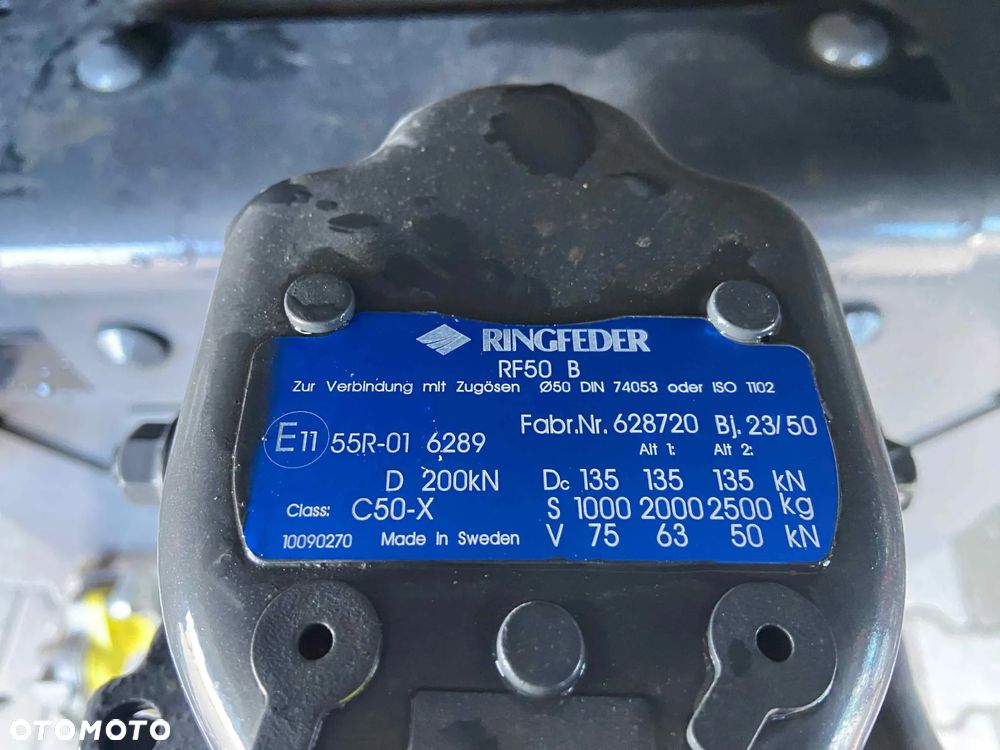 RINGFEDER
RF50 B
Zur Verbindung mit Zugösen Ø50 DIN 74053 oder ISO 1102
E11 55R-01 6289 Fabr.Nr. 628720 Bj. 23/50
Alt 1: Alt 2:
D 200kN Dc 135 135 135 kN
Class: C50-X S 1000 2000 2500 kg
10090270 Made in Sweden V 75 63 50 kN
OTOMOTO